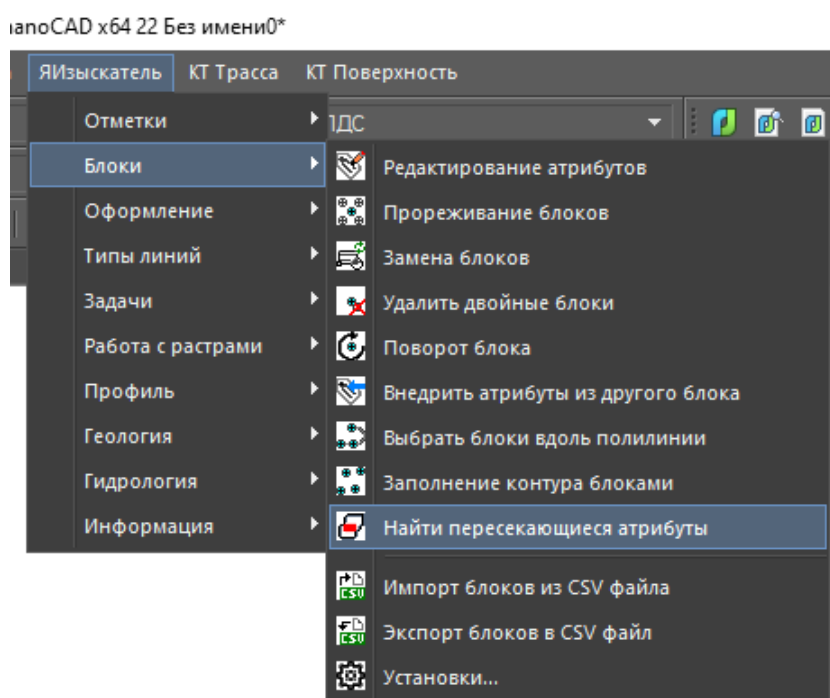 nanoCAD x64 22 Без имени0*
ЯИзыскатель КТ Трасса КТ Поверхность
Отметки
ПДС
Блоки
Оформление
Типы линий
Задачи
Работа с растрами
Профиль
Геология
Гидрология
Информация
Редактирование атрибутов
Прореживание блоков
Замена блоков
Удалить двойные блоки
Поворот блока
Внедрить атрибуты из другого блока
Выбрать блоки вдоль полилинии
Заполнение контура блоками
Найти пересекающиеся атрибуты
CSV Импорт блоков из CSV файла
CSV Экспорт блоков в CSV файл
Установки...